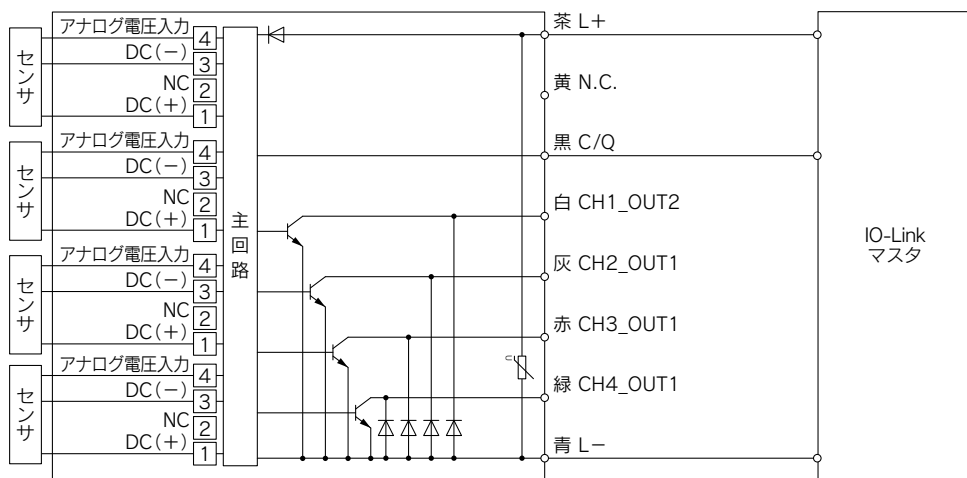 センサ
アナログ電圧入力 4
DC(−) 3
NC 2
DC(+) 1
センサ
アナログ電圧入力 4
DC(−) 3
NC 2
DC(+) 1
センサ
アナログ電圧入力 4
DC(−) 3
NC 2
DC(+) 1
センサ
アナログ電圧入力 4
DC(−) 3
NC 2
DC(+) 1
主回路
茶 L+
黄 N.C.
黒 C/Q
白 CH1_OUT2
灰 CH2_OUT1
赤 CH3_OUT1
U
緑 CH4_OUT1
青 L−
IO-Link
マスタ